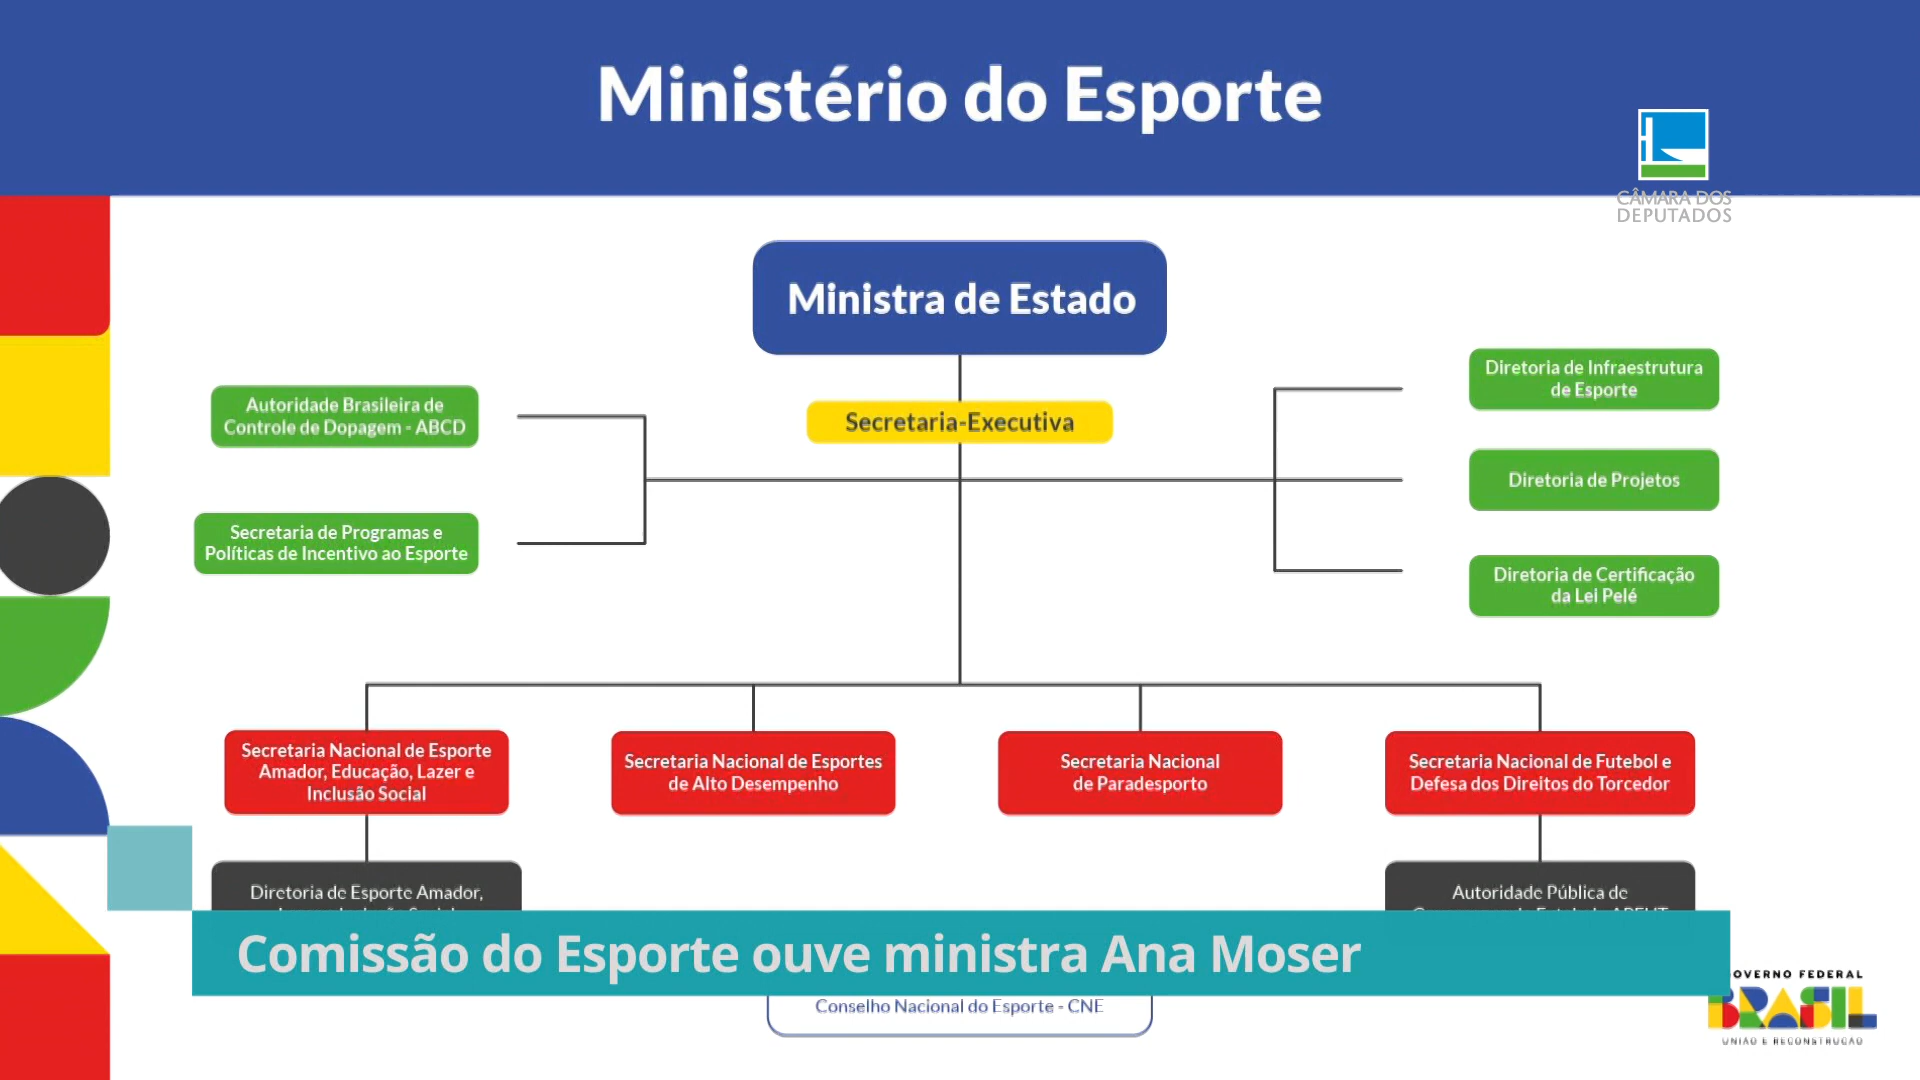 Ministério do Esporte
CÂMARA DOS
DEPUTADOS
Ministra de Estado
Secretaria-Executiva
Autoridade Brasileira de
Controle de Dopagem - ABCD
Secretaria de Programas e
Políticas de Incentivo ao Esporte
Diretoria de Infraestrutura
de Esporte
Diretoria de Projetos
Diretoria de Certificação
da Lei Pelé
Secretaria Nacional de Esporte
Amador, Educação, Lazer e
Inclusão Social
Secretaria Nacional de Esportes
de Alto Desempenho
Secretaria Nacional
de Paradesporto
Secretaria Nacional de Futebol e
Defesa dos Direitos do Torcedor
Diretoria de Esporte Amador,
Autoridade Pública de
Comissão do Esporte ouve ministra Ana Moser
Conselho Nacional do Esporte - CNE
OVERNO FEDERAL
BRASIL
UNIÃO E RECONSTRUÇÃO